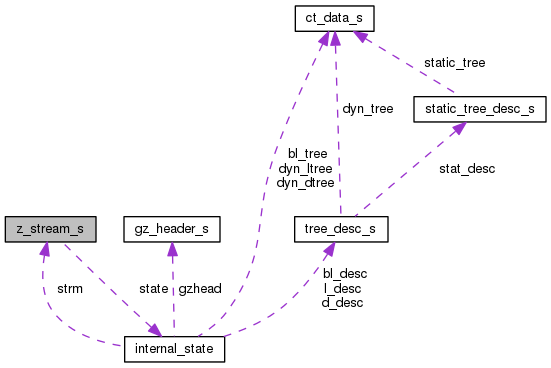 ct_data_s
static_tree
dyn_tree
static_tree_desc_s
bl_tree
dyn_ltree
dyn_dtree
stat_desc
z_stream_s
gz_header_s
tree_desc_s
strm
state
gzhead
bl_desc
l_desc
d_desc
internal_state